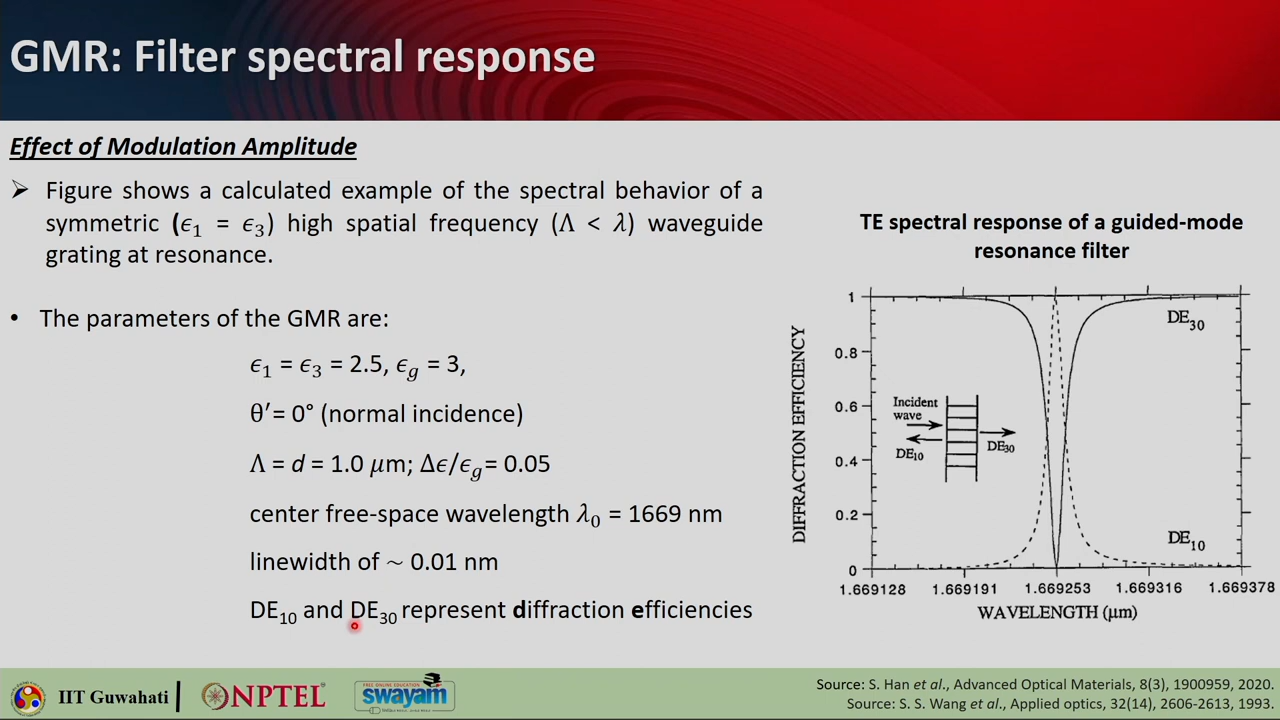 GMR: Filter spectral response
Effect of Modulation Amplitude
➢ Figure shows a calculated example of the spectral behavior of a
symmetric (ϵ₁ = ϵ₃) high spatial frequency (Λ < λ) waveguide
grating at resonance.
• The parameters of the GMR are:
ϵ₁ = ϵ₃ = 2.5, ϵg = 3,
θ′= 0° (normal incidence)
Λ = d = 1.0 μm; Δϵ/ϵg= 0.05
center free-space wavelength λ₀ = 1669 nm
linewidth of ~ 0.01 nm
DE₁₀ and DE₃₀ represent diffraction efficiencies
TE spectral response of a guided-mode
resonance filter
DIFFRACTION EFFICIENCY
1
0.8
0.6
0.4
0.2
0
DE₃₀
Incident
wave
DE₁₀
DE₃₀
DE₁₀
1.669128 1.669191 1.669253 1.669316 1.669378
WAVELENGTH (μm)
IIT Guwahati
NPTEL
FREE ONLINE EDUCATION
swayam
Source: S. Han et al., Advanced Optical Materials, 8(3), 1900959, 2020.
Source: S. S. Wang et al., Applied optics, 32(14), 2606-2613, 1993.